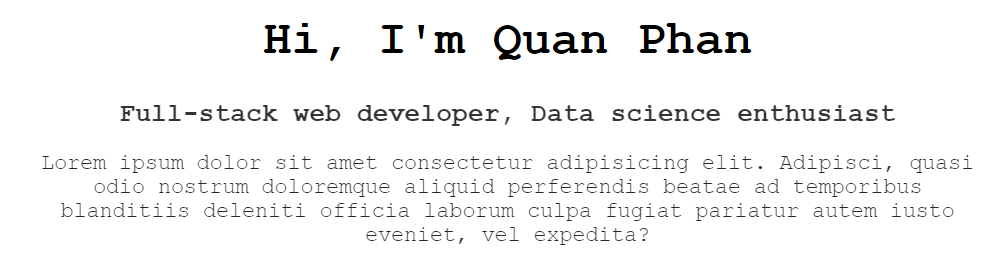 Hi, I'm Quan Phan
Full-stack web developer, Data science enthusiast
Lorem ipsum dolor sit amet consectetur adipisicing elit. Adipisci, quasi
odio nostrum doloremque aliquid perferendis beatae ad temporibus
blanditiis deleniti officia laborum culpa fugiat pariatur autem iusto
eveniet, vel expedita?